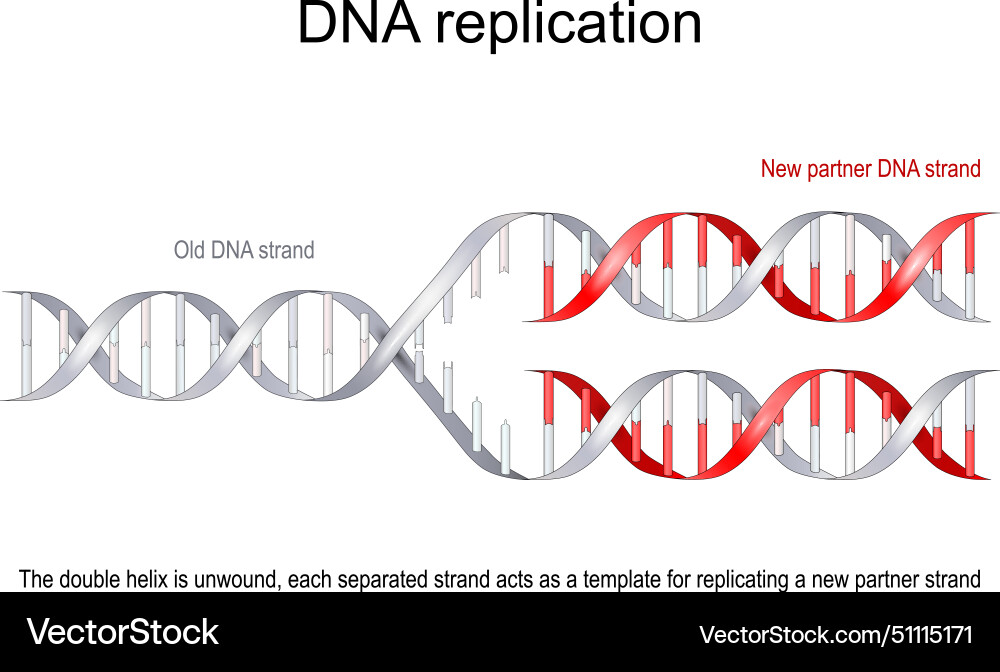 DNA replication
New partner DNA strand
Old DNA strand
The double helix is unwound, each separated strand acts as a template for replicating a new partner strand
VectorStock
VectorStock.com/51115171